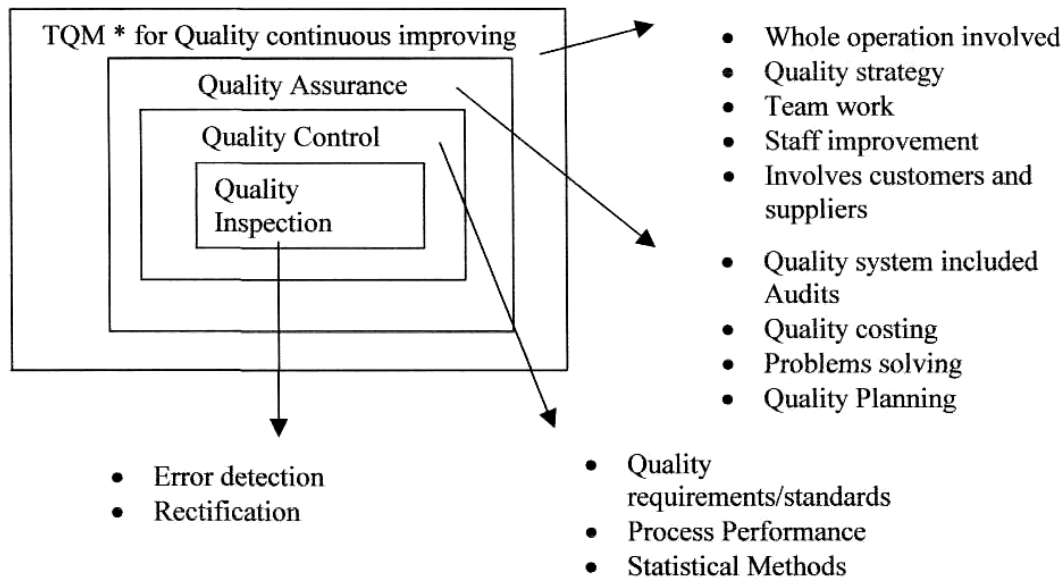 TQM * for Quality continuous improving
Quality Assurance
Quality Control
Quality
Inspection
• Whole operation involved
• Quality strategy
• Team work
• Staff improvement
• Involves customers and
suppliers
• Quality system included
Audits
• Quality costing
• Problems solving
• Quality Planning
• Error detection
• Rectification
• Quality
requirements/standards
• Process Performance
• Statistical Methods